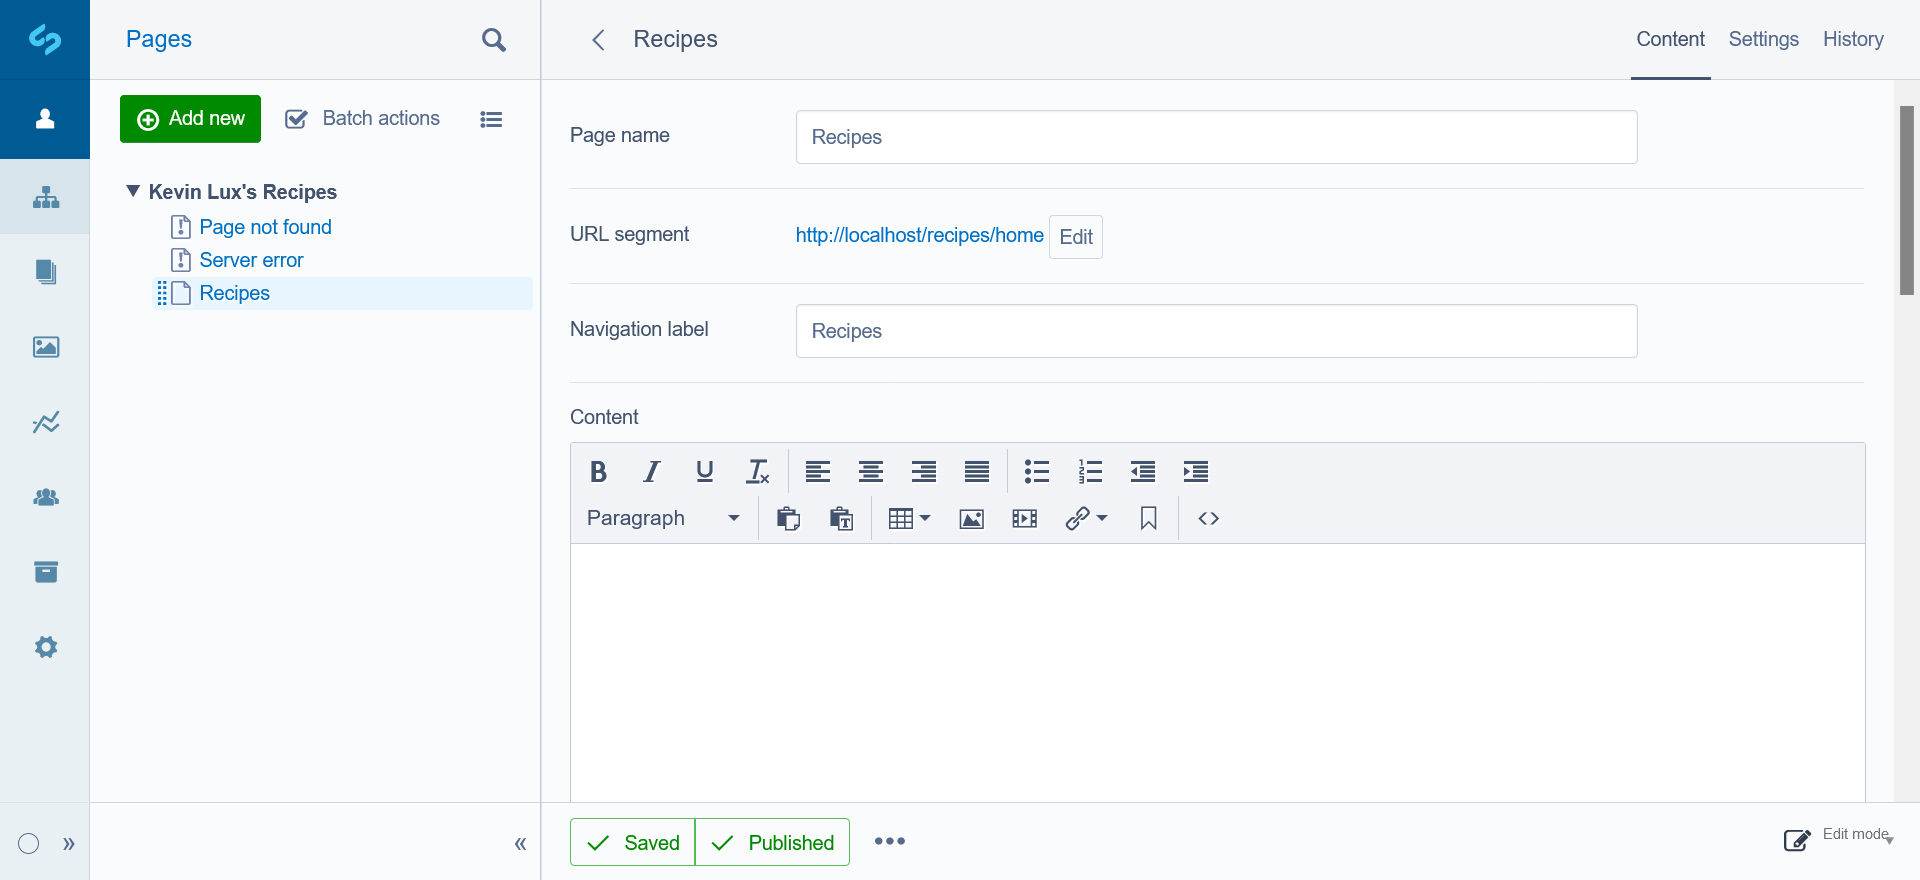 Pages
Recipes
Content
Settings
History
Add new
Batch actions
Kevin Lux's Recipes
Page not found
Server error
Recipes
Page name
Recipes
URL segment
http://localhost/recipes/home
Edit
Navigation label
Recipes
Content
Paragraph
Saved
Published
Edit mode